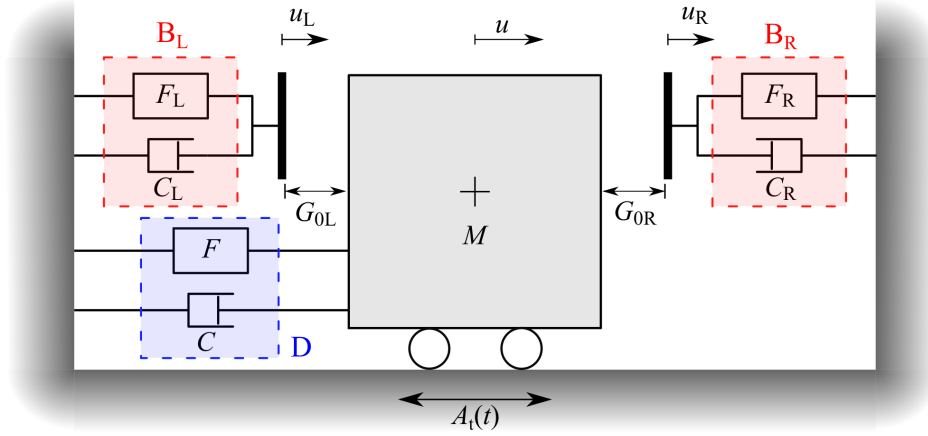 u_L
u
u_R
B_L
B_R
F_L
F_R
C_L
C_R
G_0L
G_0R
M
F
C
D
A_t(t)